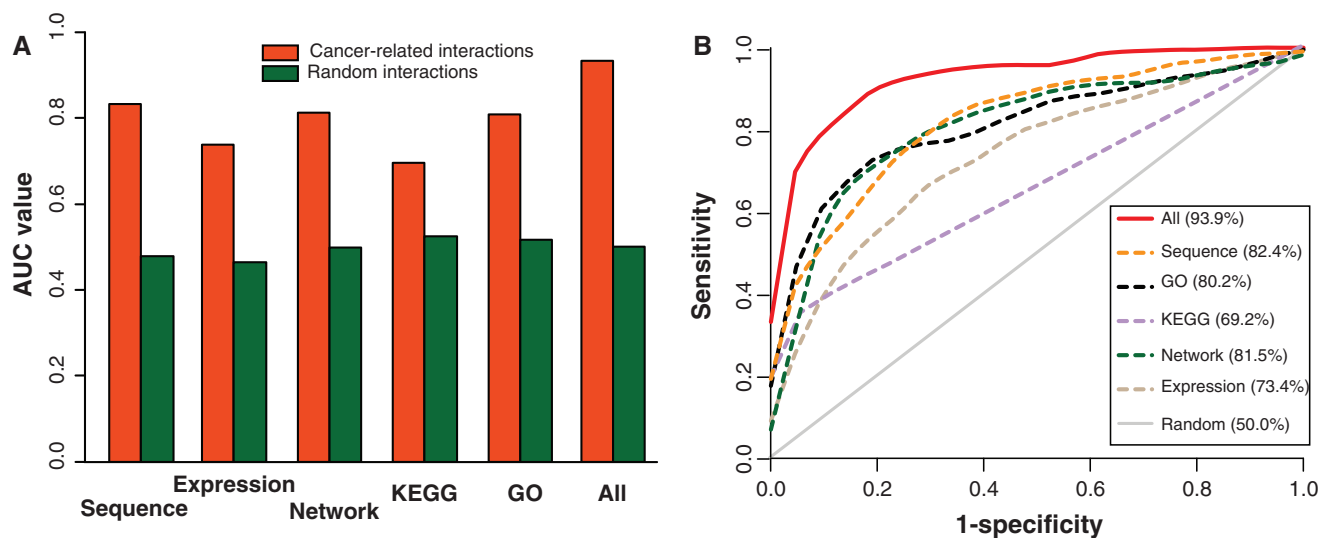 A
AUC value
1.0
0.8
0.6
0.4
0.2
0.0
Cancer-related interactions
Random interactions
Sequence
Expression
Network
KEGG
GO
All
B
Sensitivity
1.0
0.8
0.6
0.4
0.2
0.0
All (93.9%)
Sequence (82.4%)
GO (80.2%)
KEGG (69.2%)
Network (81.5%)
Expression (73.4%)
Random (50.0%)
0.0 0.2 0.4 0.6 0.8 1.0
1-specificity